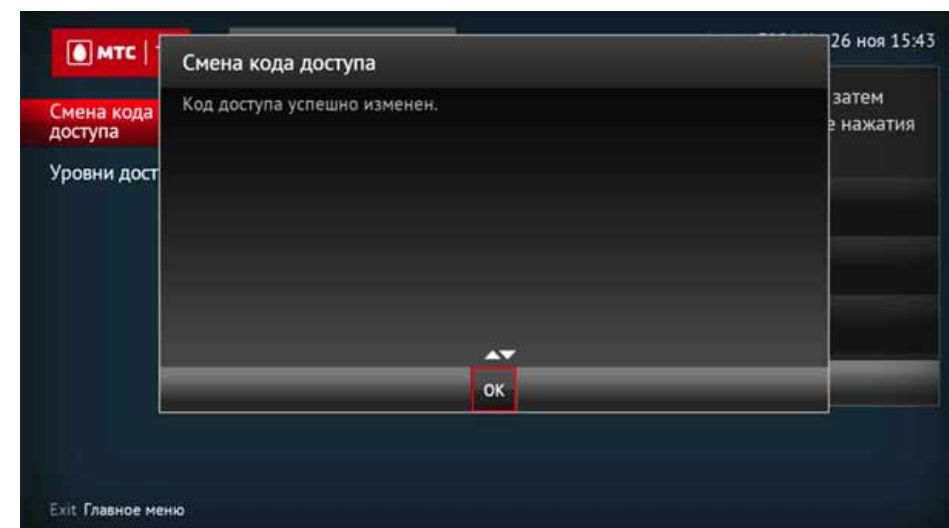 мтс
26 ноя 15:43
Смена кода доступа
Код доступа успешно изменен.
Смена кода
доступа
затем
нажатия
Уровни дост
OK
Exit Главное меню